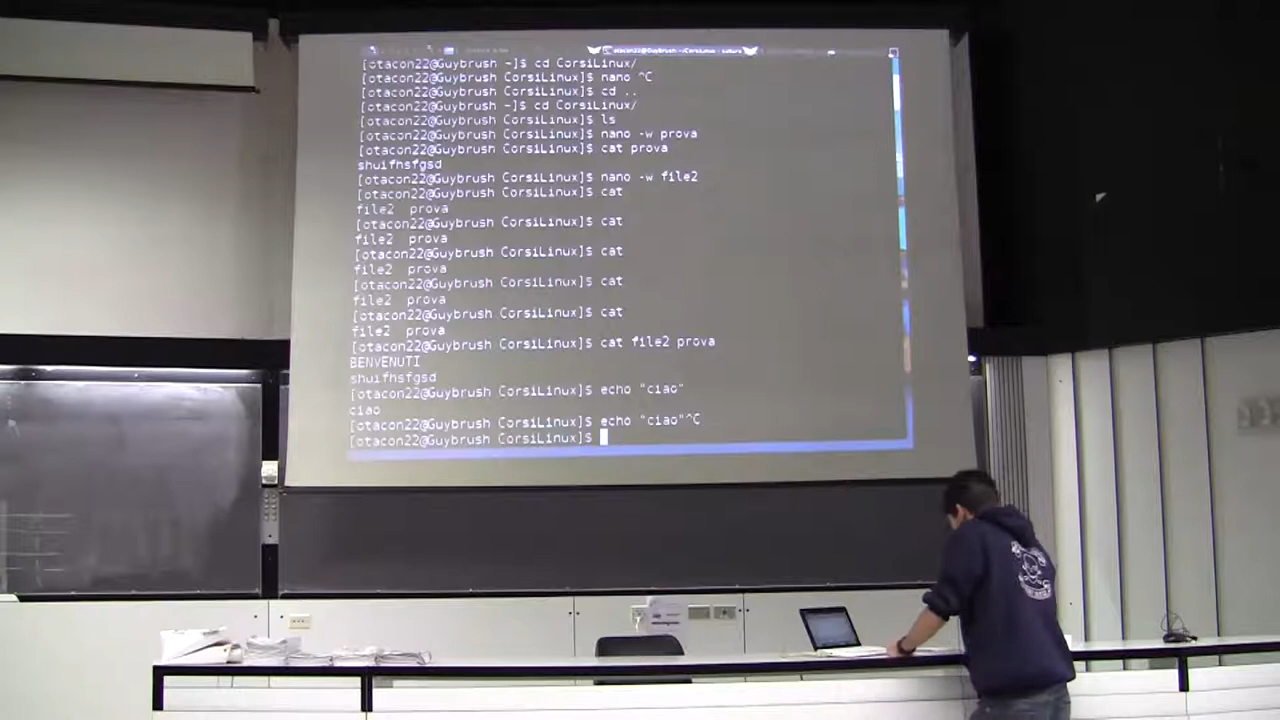 otacon22@Guybrush:~/CorsiLinux
[otacon22@Guybrush ~]$ cd CorsiLinux/
[otacon22@Guybrush CorsiLinux]$ nano ^C
[otacon22@Guybrush CorsiLinux]$ cd ..
[otacon22@Guybrush ~]$ cd CorsiLinux/
[otacon22@Guybrush CorsiLinux]$ ls
[otacon22@Guybrush CorsiLinux]$ nano -w prova
[otacon22@Guybrush CorsiLinux]$ cat prova
shuifhsfgsd
[otacon22@Guybrush CorsiLinux]$ nano -w file2
[otacon22@Guybrush CorsiLinux]$ cat
file2 prova
[otacon22@Guybrush CorsiLinux]$ cat
file2 prova
[otacon22@Guybrush CorsiLinux]$ cat
file2 prova
[otacon22@Guybrush CorsiLinux]$ cat
file2 prova
[otacon22@Guybrush CorsiLinux]$ cat
file2 prova
[otacon22@Guybrush CorsiLinux]$ cat file2 prova
BENVENUTI
shuifhsfgsd
[otacon22@Guybrush CorsiLinux]$ echo "ciao"
ciao
[otacon22@Guybrush CorsiLinux]$ echo "ciao"^C
[otacon22@Guybrush CorsiLinux]$